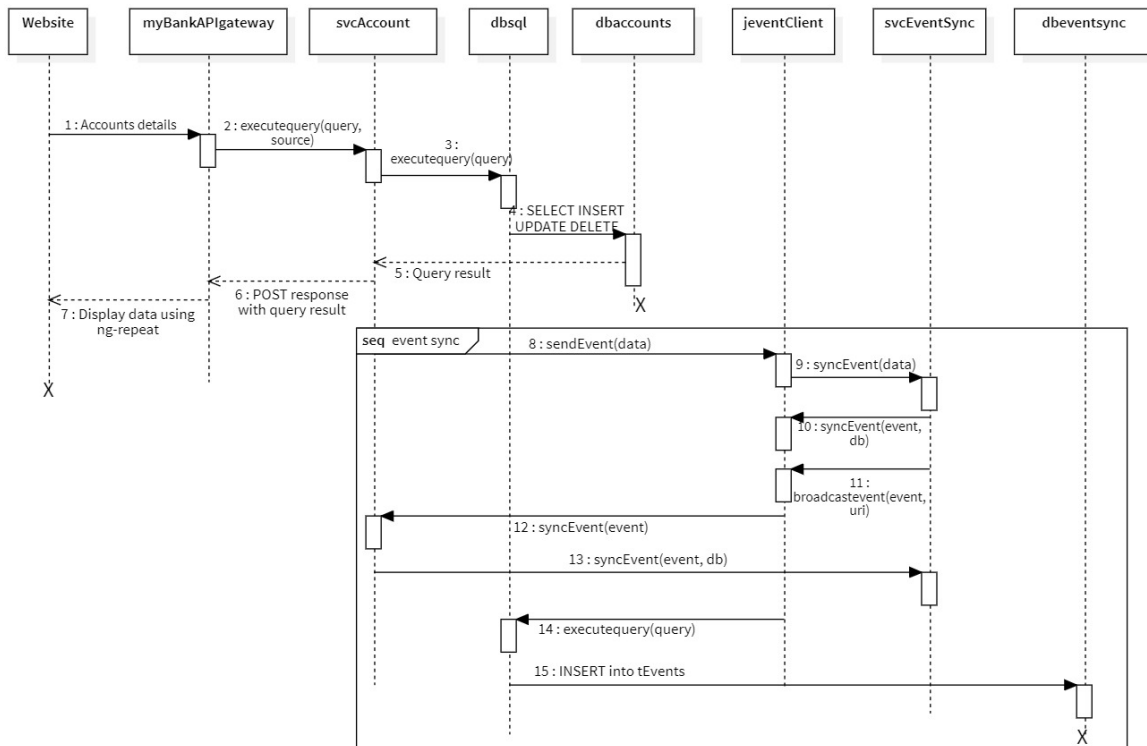 Website
myBankAPIgateway
svcAccount
dbsql
dbaccounts
jeventClient
svcEventSync
dbeventsync
1 : Accounts details
2 : executequery(query,
source)
3 :
executequery(query)
4 : SELECT INSERT
UPDATE DELETE
5 : Query result
6 : POST response
with query result
7 : Display data using
ng-repeat
X
X
seq event sync
8 : sendEvent(data)
9 : syncEvent(data)
10 : syncEvent(event,
db)
11 :
broadcastevent(event,
uri)
12 : syncEvent(event)
13 : syncEvent(event, db)
14 : executequery(query)
15 : INSERT into tEvents
X